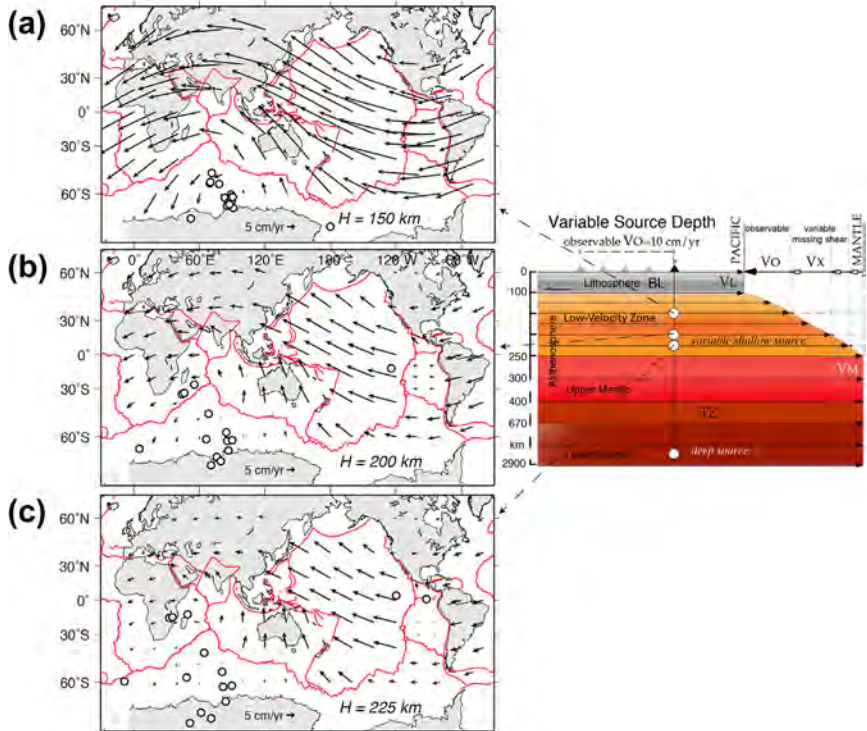 (a)
60°N
30°N
0°
30°S
60°S
5 cm/yr
H = 150 km
(b)
0°
60°E
120°E
180°
120°W
60°W
60°N
30°N
0°
30°S
60°S
5 cm/yr
H = 200 km
(c)
60°N
30°N
0°
30°S
60°S
5 cm/yr
H = 225 km
Variable Source Depth
observable VO=10 cm/yr
PACIFIC
observable
variable
missing shear
MANTLE
VO
VX
0
100
250
300
400
670
km
2900
Lithosphere
BL
VL
Asthenosphere
Low-Velocity Zone
variable shallow source
VM
Upper Mantle
TZ
deep source